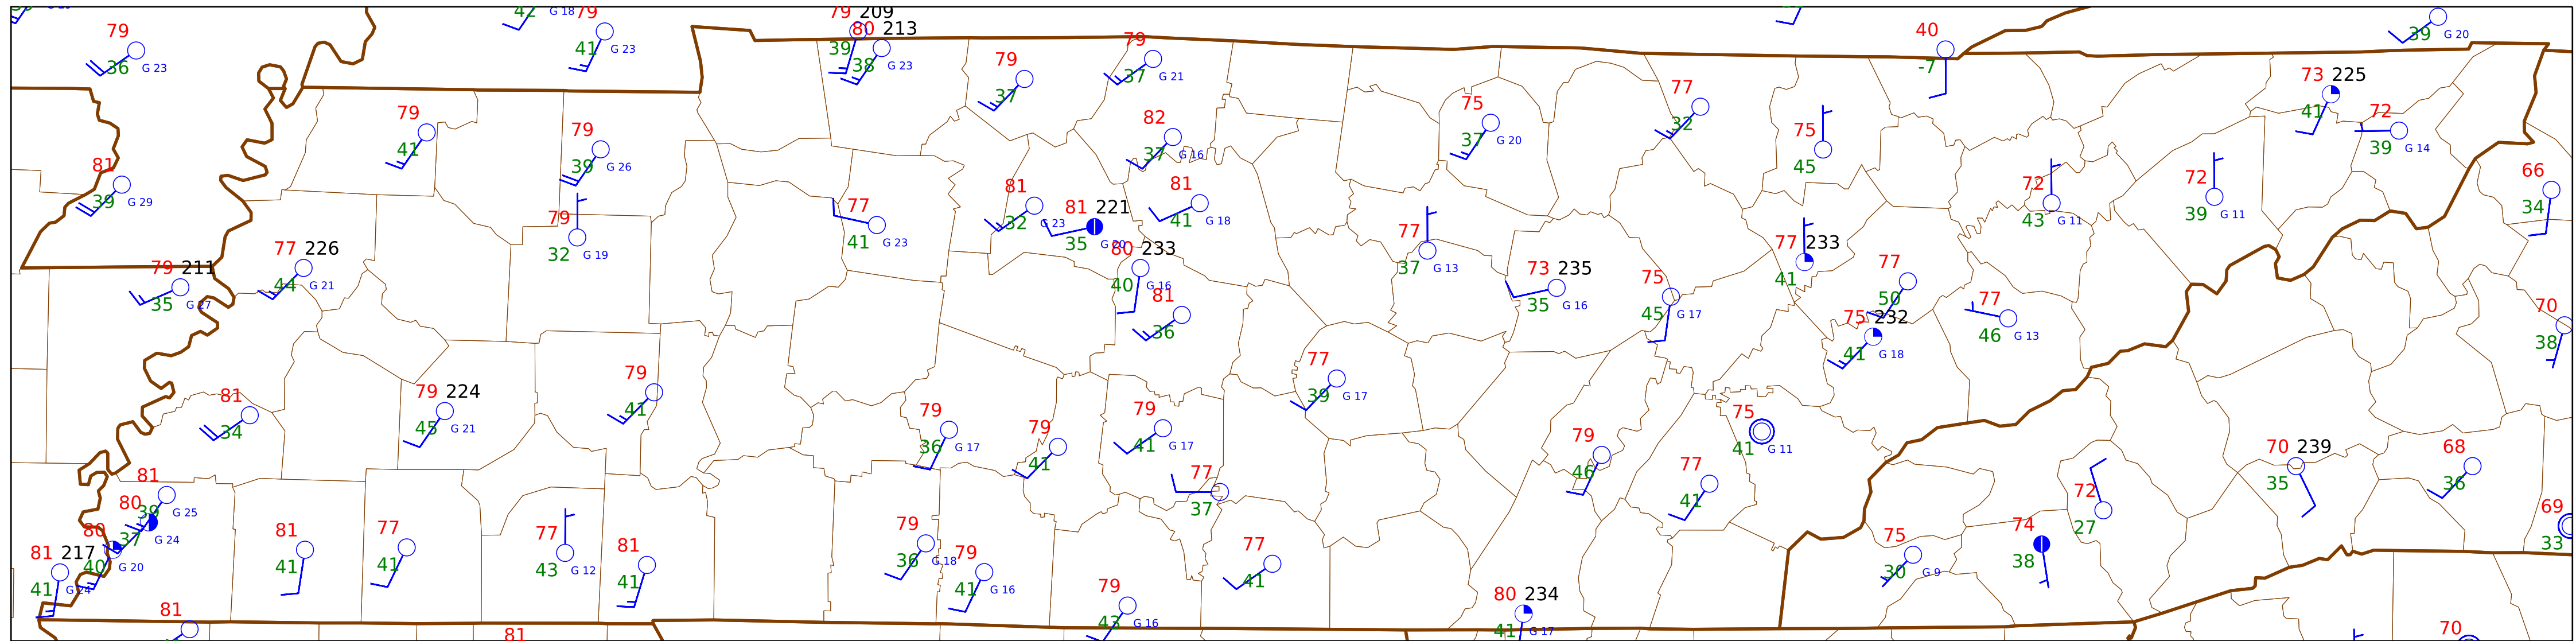 79 36 G 23
42 G 18
79 41 G 23
79 209 39
80 213 38 G 23
79 37
79 37 G 21
40 -7
39 G 20
79 41
79 39 G 26
82 37 G 16
75 37 G 20
77 32
75 45
73 225 41
72 39 G 14
81 39 G 29
79 32 G 19
77 41 G 23
81 32 G 23
81 221 35 G 20
81 41 G 18
77 37 G 13
72 43 G 11
72 39 G 11
66 34
79 211 35 G 27
77 226 44 G 21
80 233 40 G 16
81 36
73 235 35 G 16
75 45 G 17
77 233 41
77 50
75 232 41 G 18
77 46 G 13
70 38
81 34
79 224 45 G 21
79 41
77 39 G 17
79 36 G 17
79 41
79 41 G 17
77 37
79 46
75 41 G 11
77 41
72 27
70 239 35
68 36
69 33
81 39 G 25
80 37 G 24
80 40 G 20
81 217 41 G 24
81 41
77 41
77 43 G 12
81 41
79 36 G 18
79 41 G 16
79 43 G 16
77 41
80 234 41 G 17
75 30 G 9
74 38
81
81
70